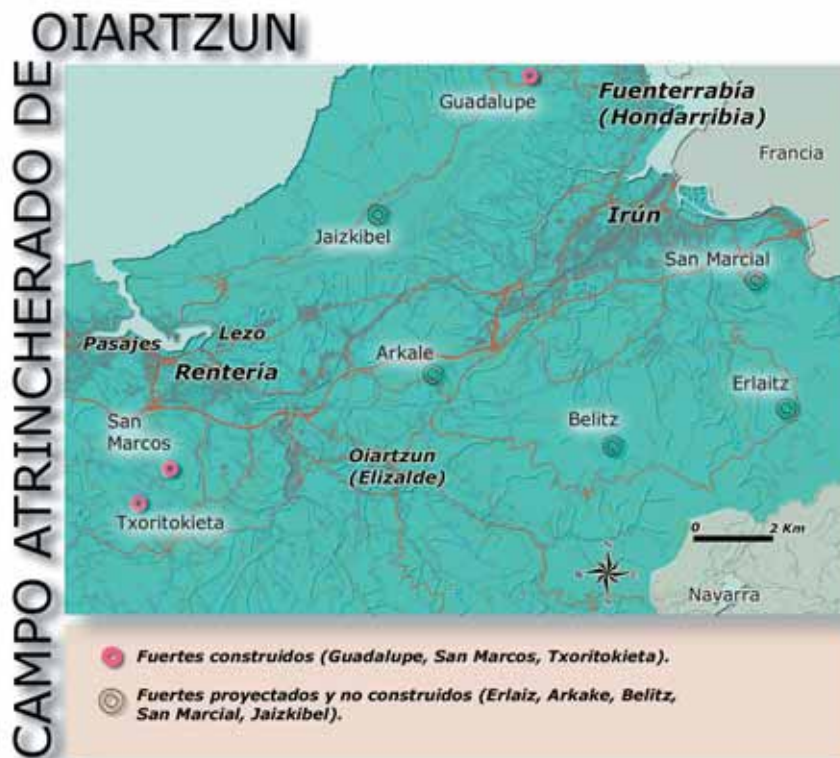 CAMPO ATRINCHERADO DE
OIARTZUN
Guadalupe
Fuenterrabía
(Hondarribia)
Francia
Jaizkibel
Irún
San Marcial
Pasajes
Lezo
Rentería
Arkale
Erlaitz
Belitz
San
Marcos
Oiartzun
(Elizalde)
Txoritokieta
0 2 Km
Navarra
Fuertes construidos (Guadalupe, San Marcos, Txoritokieta).
Fuertes proyectados y no construidos (Erlaiz, Arkake, Belitz,
San Marcial, Jaizkibel).